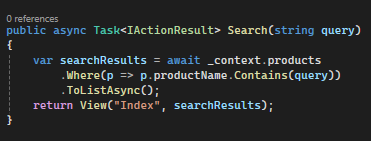 0 references
public async Task<IActionResult> Search(string query)
{
    var searchResults = await _context.products
        .Where(p => p.productName.Contains(query))
        .ToListAsync();
    return View("Index", searchResults);
}